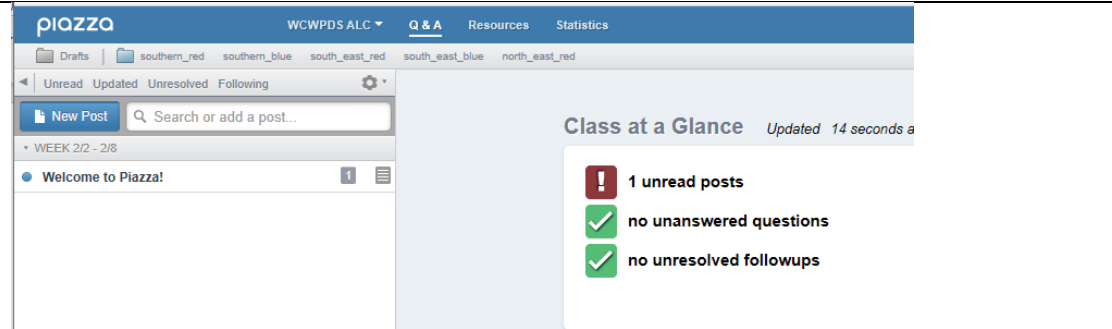 piazza WCWPDS ALC Q & A Resources Statistics
Drafts southern_red southern_blue south_east_red south_east_blue north_east_red
Unread Updated Unresolved Following
New Post Search or add a post...
Class at a Glance Updated 14 seconds a
WEEK 2/2 - 2/8
Welcome to Piazza! 1
1 unread posts
no unanswered questions
no unresolved followups